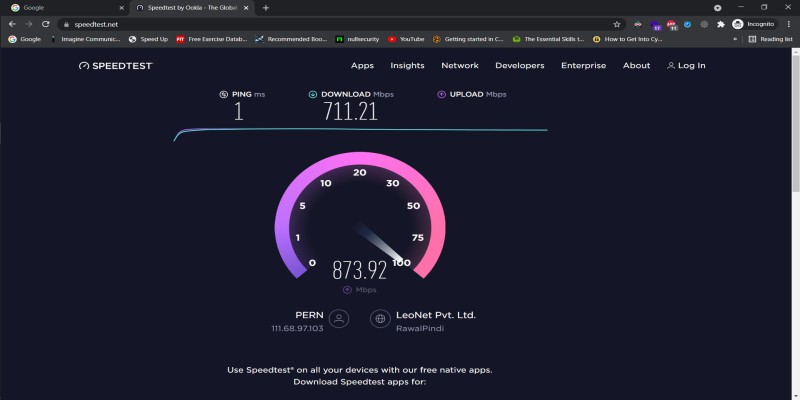 Google
Speedtest by Ookla - The Global
Incognito
speedtest.net
Google
Imagine Communic...
Speed Up
FIT
Free Exercise Datab...
Recommended Boo...
nullsecurity
YouTube
Getting started in C...
The Essential Skills t...
How to Get Into Cy...
»
Reading list
SPEEDTEST
Apps Insights Network Developers Enterprise About Log In
PING ms DOWNLOAD Mbps UPLOAD Mbps
1 711.21
20
10 30
5 50
1 75
0 100
873.92
Mbps
PERN LeoNet Pvt. Ltd.
111.68.97.103 RawalPindi
Use Speedtest® on all your devices with our free native apps.
Download Speedtest apps for: